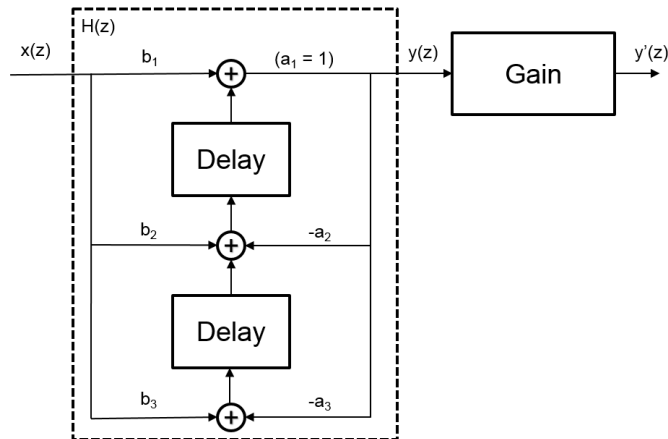 H(z)
x(z)
b₁
(a₁ = 1)
y(z)
Gain
y'(z)
Delay
b₂
-a₂
Delay
b₃
-a₃